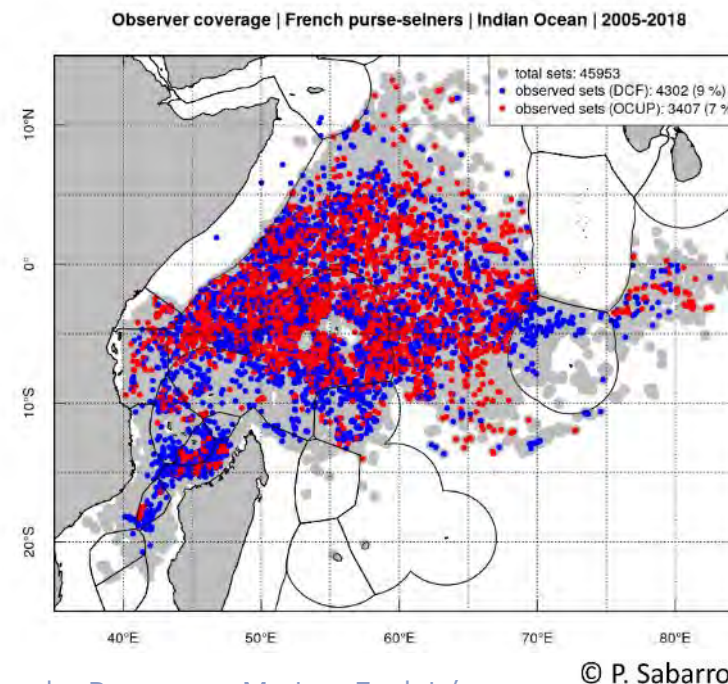 Observer coverage | French purse-seiners | Indian Ocean | 2005-2018
total sets: 45953
observed sets (DCF): 4302 (9 %)
observed sets (OCUP): 3407 (7 %
10°N
0°
10°S
20°S
40°E
50°E
60°E
70°E
80°E
© P. Sabarro